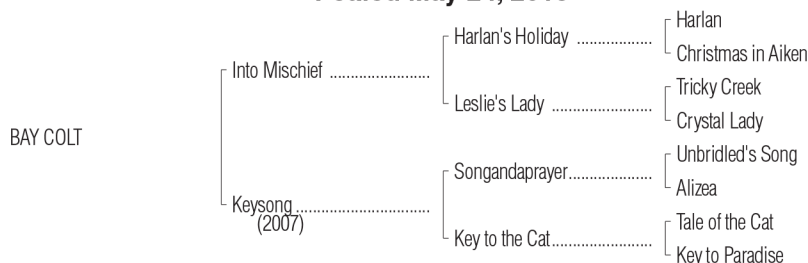 Harlan
Harlan's Holiday
Christmas in Aiken
Into Mischief
Tricky Creek
Leslie's Lady
Crystal Lady
BAY COLT
Unbridled's Song
Songandaprayer
Alizea
Keysong
(2007)
Tale of the Cat
Key to the Cat
Key to Paradise